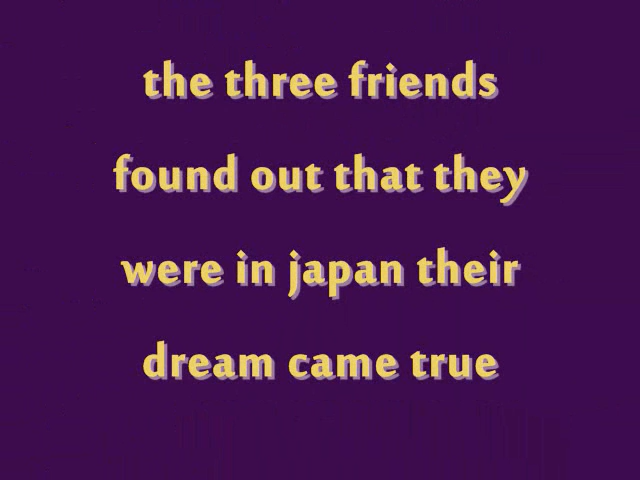 the three friends
found out that they
were in japan their
dream came true